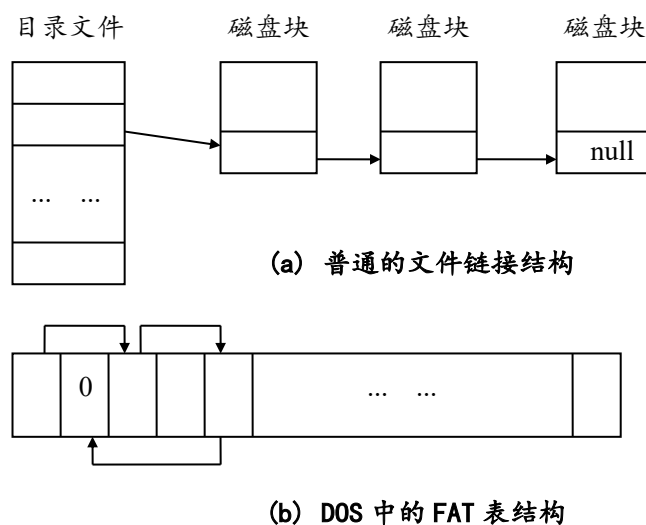 目录文件 磁盘块 磁盘块 磁盘块
null
... ...
(a) 普通的文件链接结构
0 ... ...
(b) DOS 中的 FAT 表结构